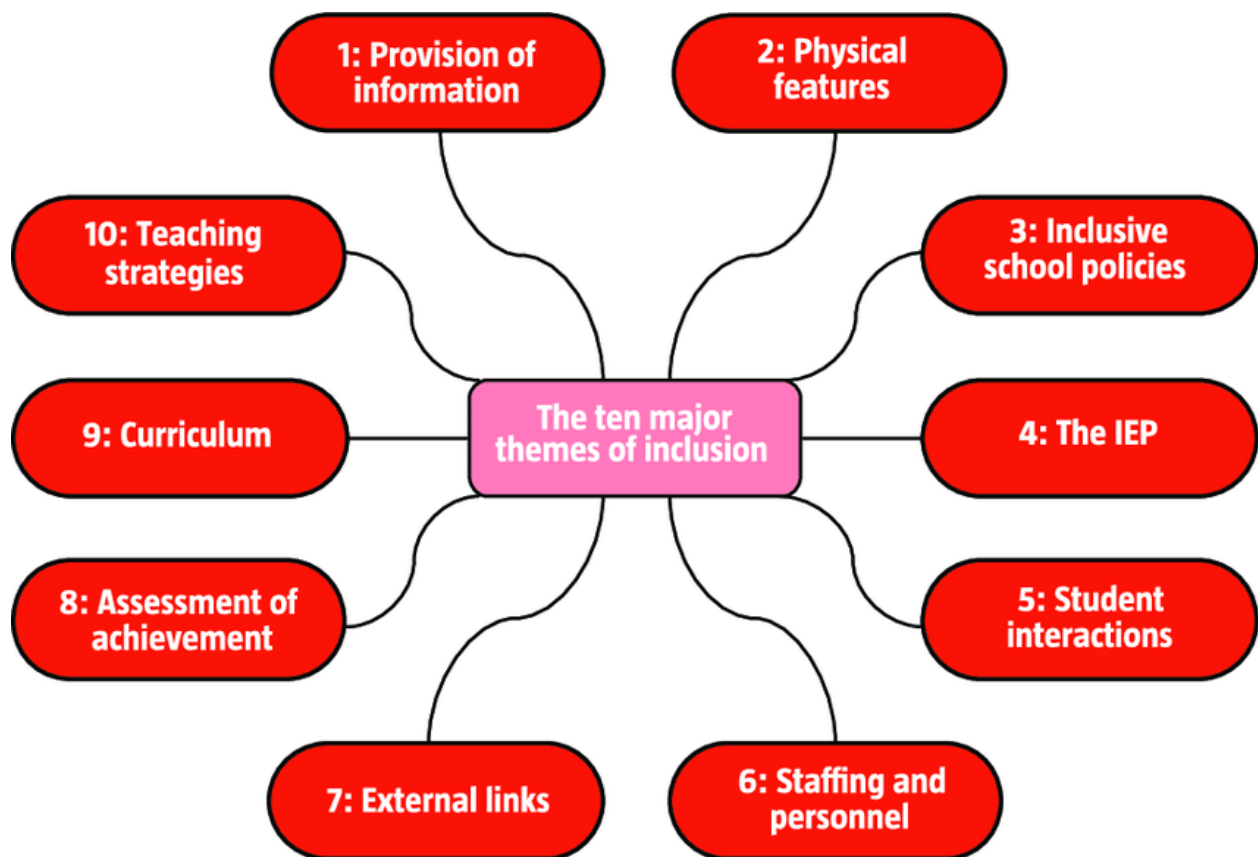 1: Provision of
information
2: Physical
features
10: Teaching
strategies
3: Inclusive
school policies
9: Curriculum
The ten major
themes of inclusion
4: The IEP
8: Assessment of
achievement
5: Student
interactions
7: External links
6: Staffing and
personnel